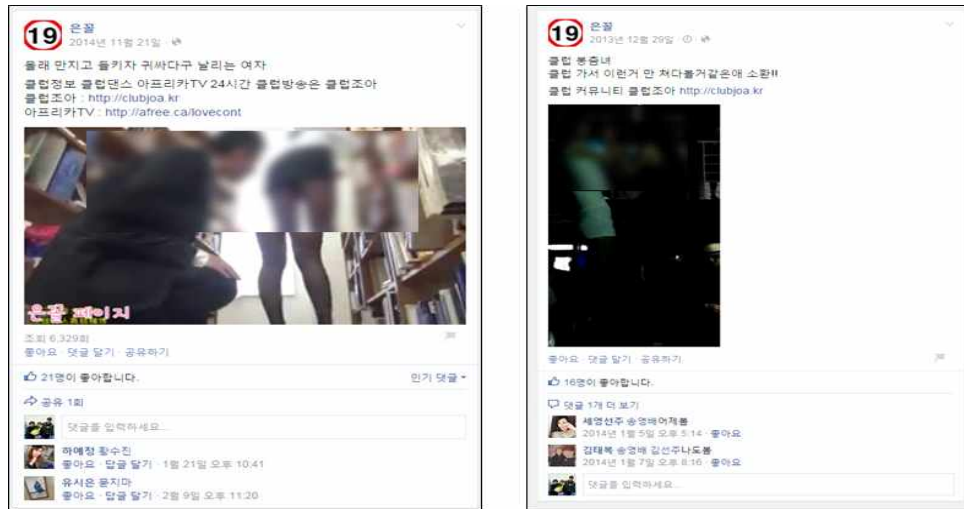 19
은꼴
2014년 11월 21일
몰래 만지고 들키자 귀싸다구 날리는 여자
클럽정보 클럽댄스 아프리카TV 24시간 클럽방송은 클럽조아
클럽조아 : http://clubjoa.kr
아프리카TV : http://afree.ca/lovecont
은꼴 페이지
조회 6,329회
좋아요 · 댓글 달기 · 공유하기
21명이 좋아합니다.
인기 댓글
공유 1회
댓글을 입력하세요...
하예정 황수진
좋아요 · 답글 달기 · 1월 21일 오후 10:41
유시은 묻지마
좋아요 · 답글 달기 · 2월 9일 오후 11:20
19
은꼴
2013년 12월 29일
클럽 봉춤녀
클럽 가서 이런거 만 쳐다볼거같은애 소환!!
클럽 커뮤니티 클럽조아 http://clubjoa.kr
좋아요 · 댓글 달기 · 공유하기
16명이 좋아합니다.
댓글 1개 더 보기
세영선주 송영배어제봄
2014년 1월 5일 오후 5:14 · 좋아요
김태복 송영배 김선주나도봄
2014년 1월 7일 오후 8:16 · 좋아요
댓글을 입력하세요...